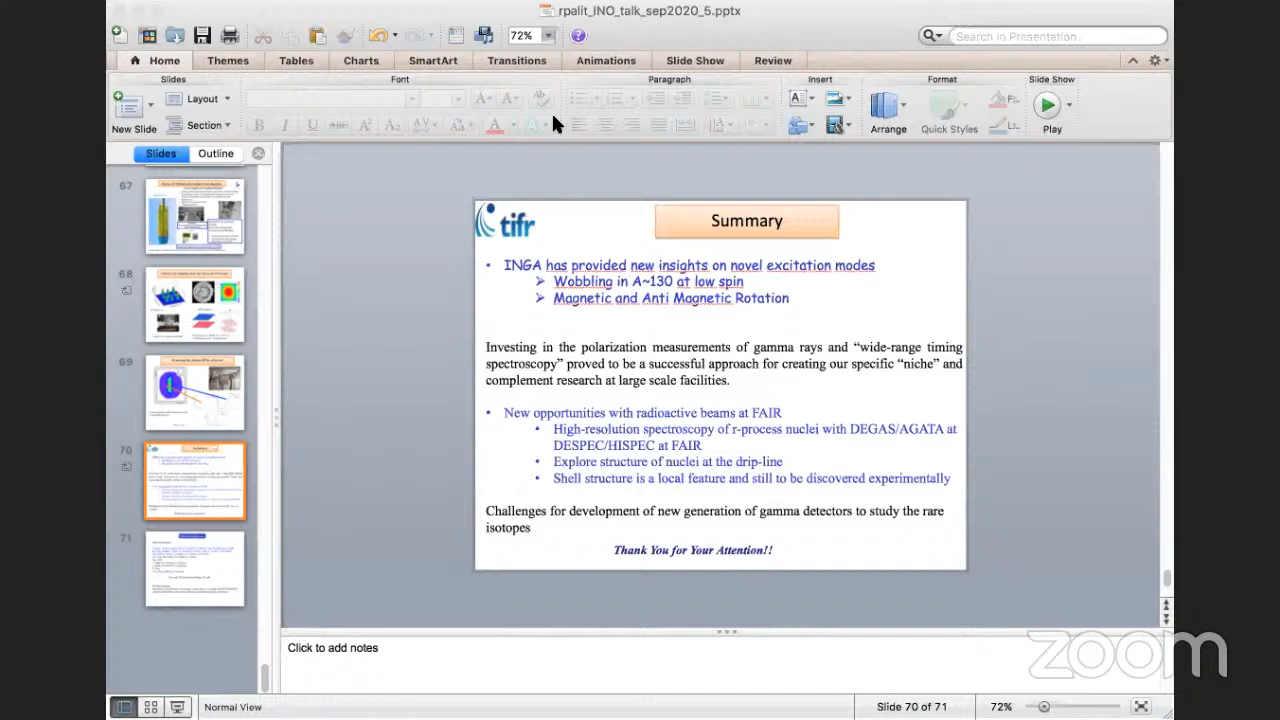 rpalit_INO_talk_sep2020_5.pptx
72%
Search in Presentation
Home Themes Tables Charts SmartArt Transitions Animations Slide Show Review
Slides Font Paragraph Insert Format Slide Show
Layout
Section
New Slide
Arrange
Quick Styles
Play
Slides Outline
67
68
69
70
71
tifr
Summary
• INGA has provided new insights on novel excitation modes
➢ Wobbling in A~130 at low spin
➢ Magnetic and Anti Magnetic Rotation
Investing in the polarization measurements of gamma rays and “wide-range timing
spectroscopy” proved to be a successful approach for creating our specific “niche” and
complement research at large scale facilities.
• New opportunities with radioactive beams at FAIR
• High-resolution spectroscopy of r-process nuclei with DEGAS/AGATA at
DESPEC/HISPEC at FAIR
• Explore structure of nuclei at the drip-line
• Shell structure is a local feature and still to be discovered experimentally
Challenges for development of new generation of gamma detectors to probe rare
isotopes
Thank You for Your Attention!!
Click to add notes
zoom
Normal View
Slide 70 of 71
72%